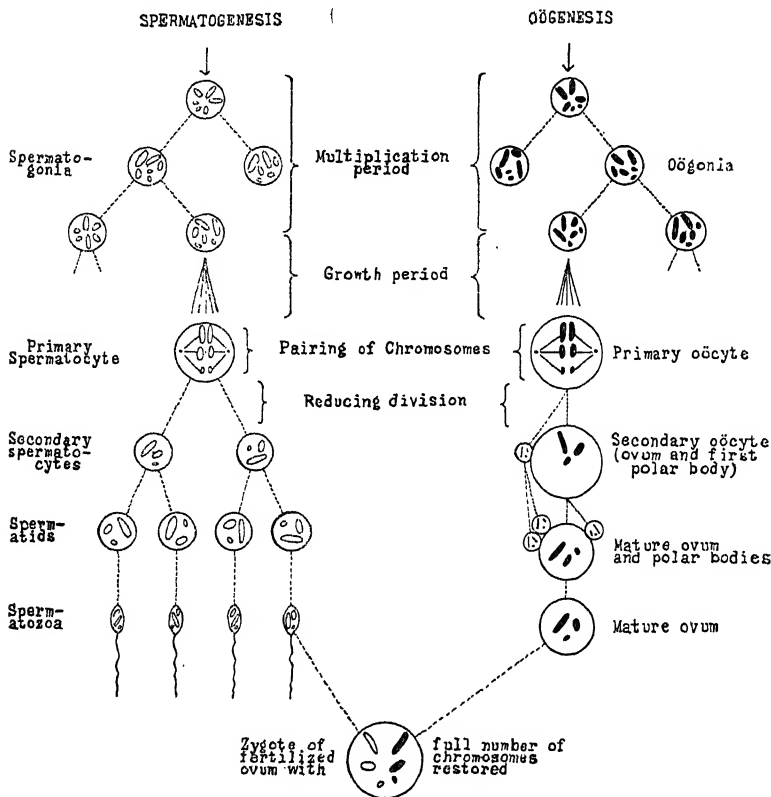 SPERMATOGENESIS
OÖGENESIS
Spermato-
gonia
Multiplication
period
Oögonia
Growth period
Primary
Spermatocyte
Pairing of Chromosomes
Primary oöcyte
Reducing division
Secondary
spermato-
cytes
Secondary oöcyte
(ovum and first
polar body)
Sperm-
atids
Mature ovum
and polar bodies
Sperm-
atozoa
Mature ovum
Zygote of
fertilized
ovum with
full number of
chromosomes
restored